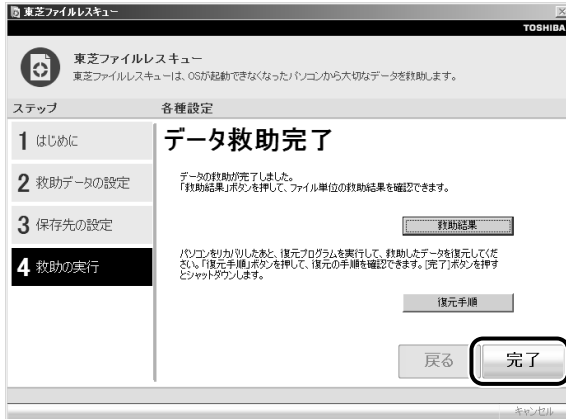 東芝ファイルレスキュー
TOSHIBA
東芝ファイルレスキュー
東芝ファイルレスキューは、OSが起動できなくなったパソコンから大切なデータを救助します。
ステップ
各種設定
1 はじめに
2 救助データの設定
3 保存先の設定
4 救助の実行
データ救助完了
データの救助が完了しました。
「救助結果」ボタンを押して、ファイル単位の救助結果を確認できます。
救助結果
パソコンをリカバリしたあと、復元プログラムを実行して、救助したデータを復元してくだ
さい。「復元手順」ボタンを押して、復元の手順を確認できます。[完了]ボタンを押す
とシャットダウンします。
復元手順
戻る
完了
キャンセル